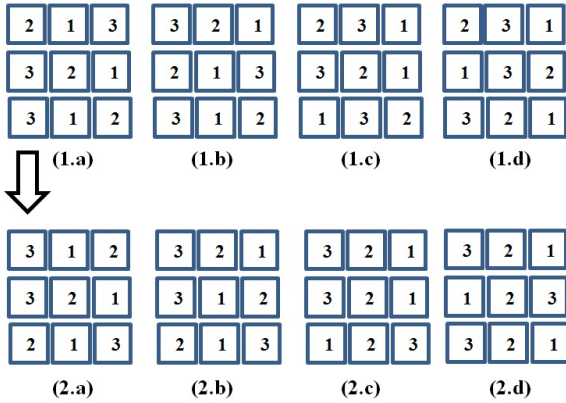 2 1 3 3 2 1 2 3 1 2 3 1
3 2 1 2 1 3 3 2 1 1 3 2
3 1 2 3 1 2 1 3 2 3 2 1
(1.a) (1.b) (1.c) (1.d)
3 1 2 3 2 1 3 2 1 3 2 1
3 2 1 3 1 2 3 2 1 1 2 3
2 1 3 2 1 3 1 2 3 3 2 1
(2.a) (2.b) (2.c) (2.d)